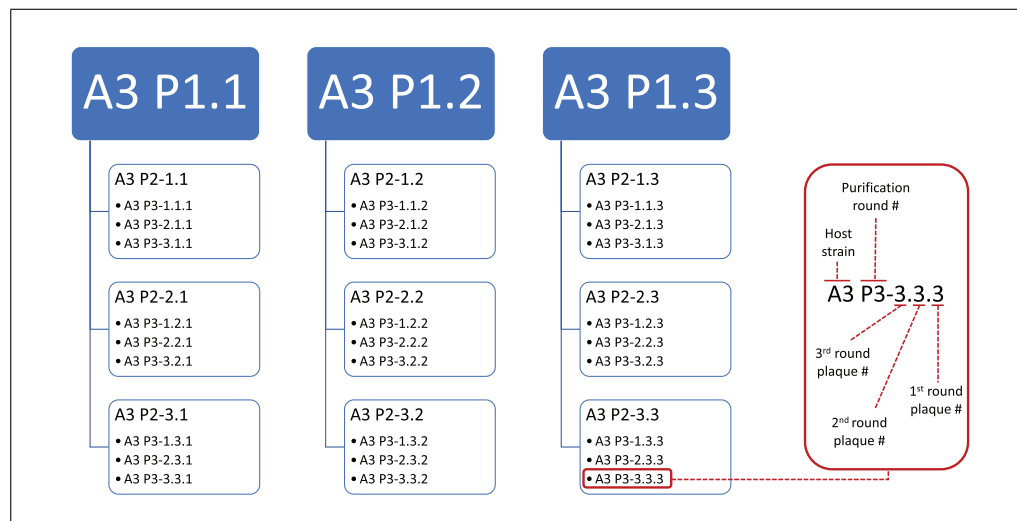 A3 P1.1
A3 P2-1.1
• A3 P3-1.1.1
• A3 P3-2.1.1
• A3 P3-3.1.1
A3 P2-2.1
• A3 P3-1.2.1
• A3 P3-2.2.1
• A3 P3-3.2.1
A3 P2-3.1
• A3 P3-1.3.1
• A3 P3-2.3.1
• A3 P3-3.3.1
A3 P1.2
A3 P2-1.2
• A3 P3-1.1.2
• A3 P3-2.1.2
• A3 P3-3.1.2
A3 P2-2.2
• A3 P3-1.2.2
• A3 P3-2.2.2
• A3 P3-3.2.2
A3 P2-3.2
• A3 P3-1.3.2
• A3 P3-2.3.2
• A3 P3-3.3.2
A3 P1.3
A3 P2-1.3
• A3 P3-1.1.3
• A3 P3-2.1.3
• A3 P3-3.1.3
A3 P2-2.3
• A3 P3-1.2.3
• A3 P3-2.2.3
• A3 P3-3.2.3
A3 P2-3.3
• A3 P3-1.3.3
• A3 P3-2.3.3
• A3 P3-3.3.3
Purification
round #
Host
strain
A3 P3-3.3.3
3rd round
plaque #
1st round
plaque #
2nd round
plaque #